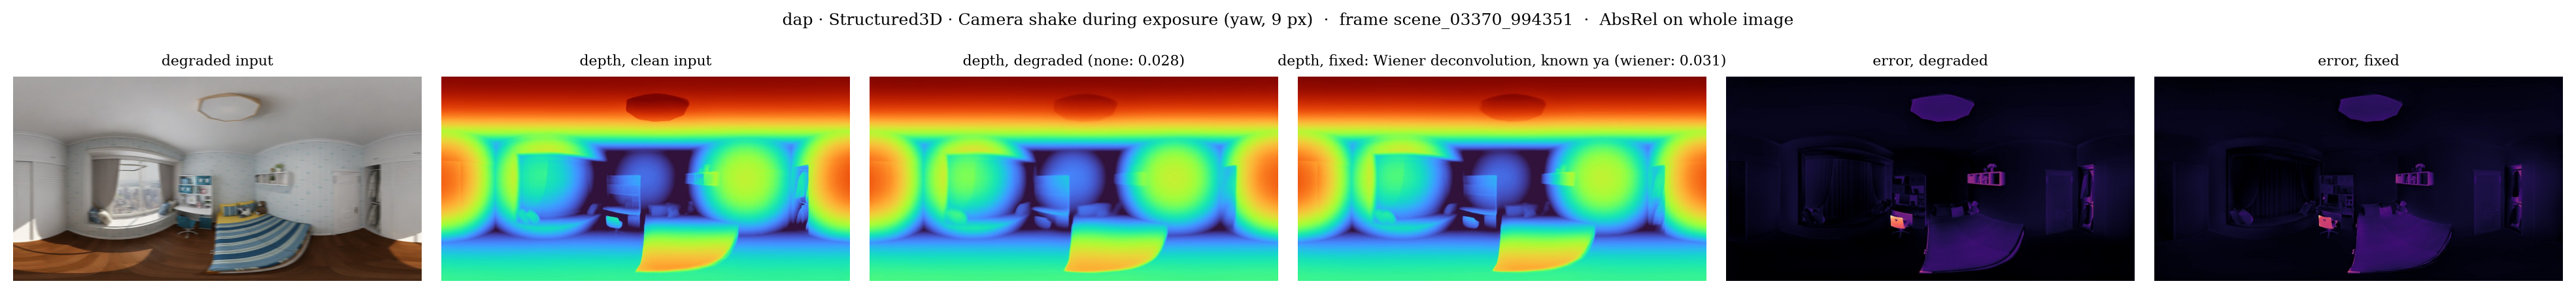 dap · Structured3D · Camera shake during exposure (yaw, 9 px)  ·  frame scene_03370_994351  ·  AbsRel on whole image
degraded input
depth, clean input
depth, degraded (none: 0.028)
depth, fixed: Wiener deconvolution, known ya (wiener: 0.031)
error, degraded
error, fixed